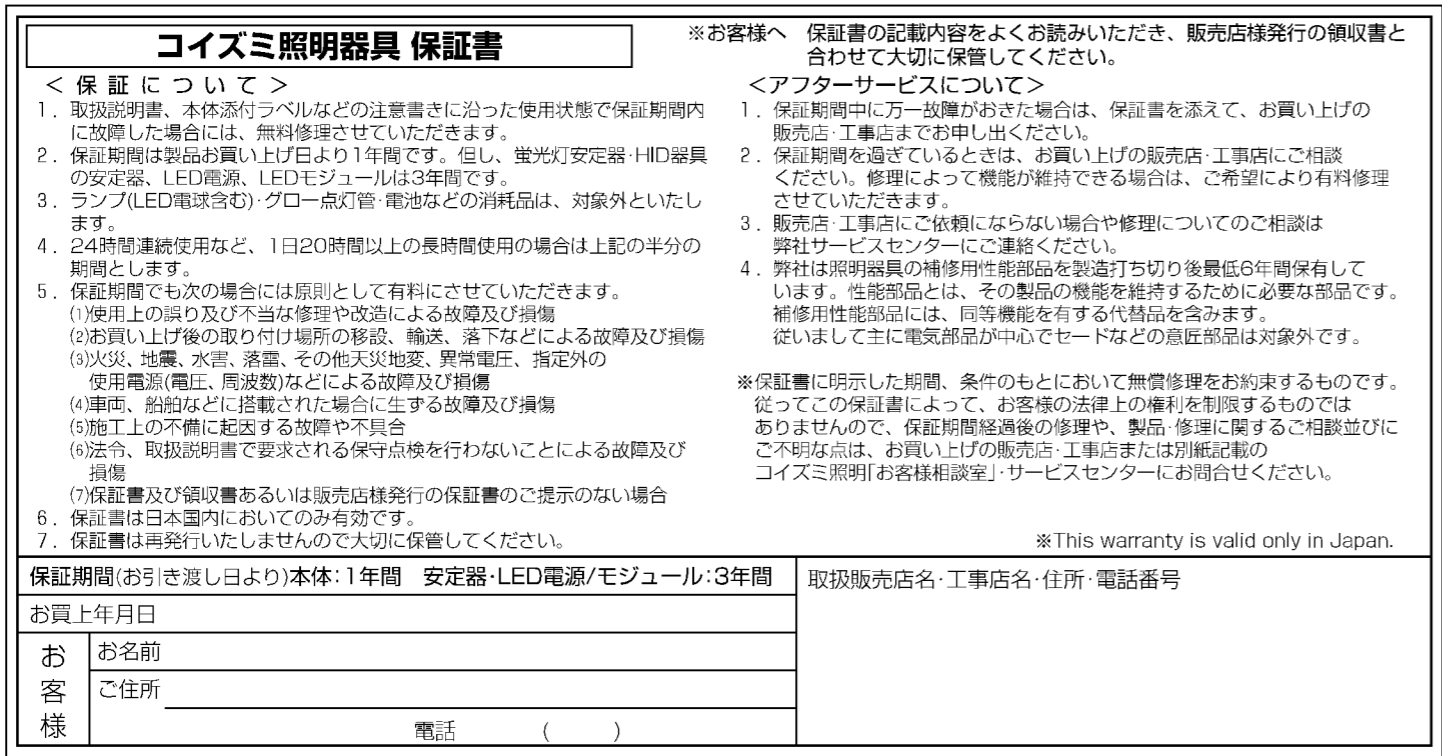 コイズミ照明器具 保証書
※お客様へ 保証書の記載内容をよくお読みいただき、販売店様発行の領収書と
合わせて大切に保管してください。
＜保証について＞
1．取扱説明書、本体添付ラベルなどの注意書きに沿った使用状態で保証期間内
に故障した場合には、無料修理させていただきます。
2．保証期間は製品お買い上げ日より1年間です。但し、蛍光灯安定器･HID器具
の安定器、LED電源、LEDモジュールは3年間です。
3．ランプ(LED電球含む)･グロー点灯管･電池などの消耗品は、対象外といたし
ます。
4．24時間連続使用など、1日20時間以上の長時間使用の場合は上記の半分の
期間とします。
5．保証期間でも次の場合には原則として有料にさせていただきます。
(1)使用上の誤り及び不当な修理や改造による故障及び損傷
(2)お買い上げ後の取り付け場所の移設、輸送、落下などによる故障及び損傷
(3)火災、地震、水害、落雷、その他天災地変、異常電圧、指定外の
使用電源(電圧、周波数)などによる故障及び損傷
(4)車両、船舶などに搭載された場合に生ずる故障及び損傷
(5)施工上の不備に起因する故障や不具合
(6)法令、取扱説明書で要求される保守点検を行わないことによる故障及び
損傷
(7)保証書及び領収書あるいは販売店様発行の保証書のご提示のない場合
6．保証書は日本国内においてのみ有効です。
7．保証書は再発行いたしませんので大切に保管してください。
＜アフターサービスについて＞
1．保証期間中に万一故障がおきた場合は、保証書を添えて、お買い上げの
販売店･工事店までお申し出ください。
2．保証期間を過ぎているときは、お買い上げの販売店･工事店にご相談
ください。修理によって機能が維持できる場合は、ご希望により有料修理
させていただきます。
3．販売店･工事店にご依頼にならない場合や修理についてのご相談は
弊社サービスセンターにご連絡ください。
4．弊社は照明器具の補修用性能部品を製造打ち切り後最低6年間保有して
います。性能部品とは、その製品の機能を維持するために必要な部品です。
補修用性能部品には、同等機能を有する代替品を含みます。
従いまして主に電気部品が中心でセードなどの意匠部品は対象外です。
※保証書に明示した期間、条件のもとにおいて無償修理をお約束するものです。
従ってこの保証書によって、お客様の法律上の権利を制限するものでは
ありませんので、保証期間経過後の修理や、製品･修理に関するご相談並びに
ご不明な点は、お買い上げの販売店･工事店または別紙記載の
コイズミ照明｢お客様相談室｣･サービスセンターにお問合せください。
※This warranty is valid only in Japan.
保証期間(お引き渡し日より)本体：1年間 安定器･LED電源/モジュール：3年間
お買上年月日
お客様
お名前
ご住所
電話 ( )
取扱販売店名･工事店名･住所･電話番号